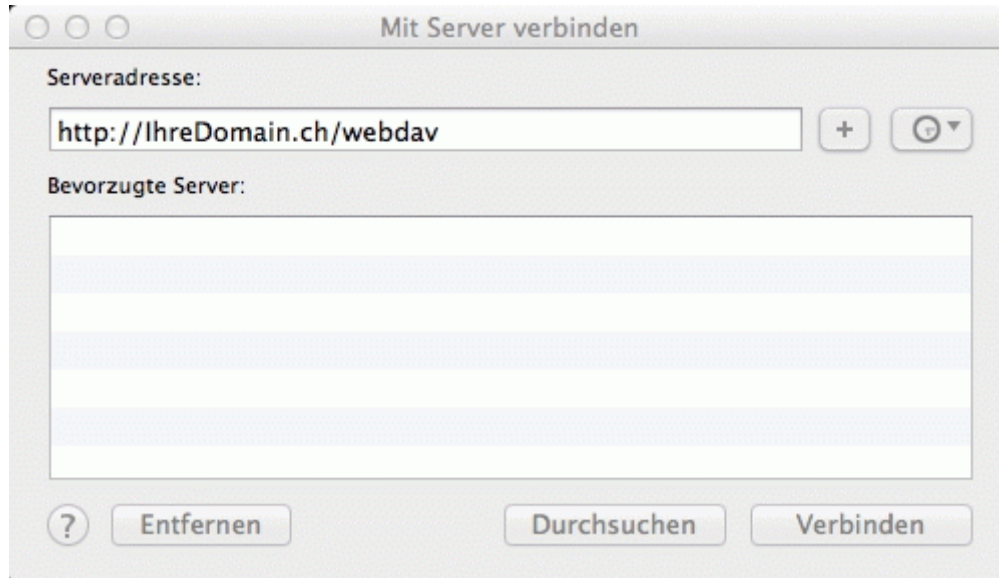 Mit Server verbinden
Serveradresse:
http://IhreDomain.ch/webdav
+
Bevorzugte Server:
? Entfernen Durchsuchen Verbinden